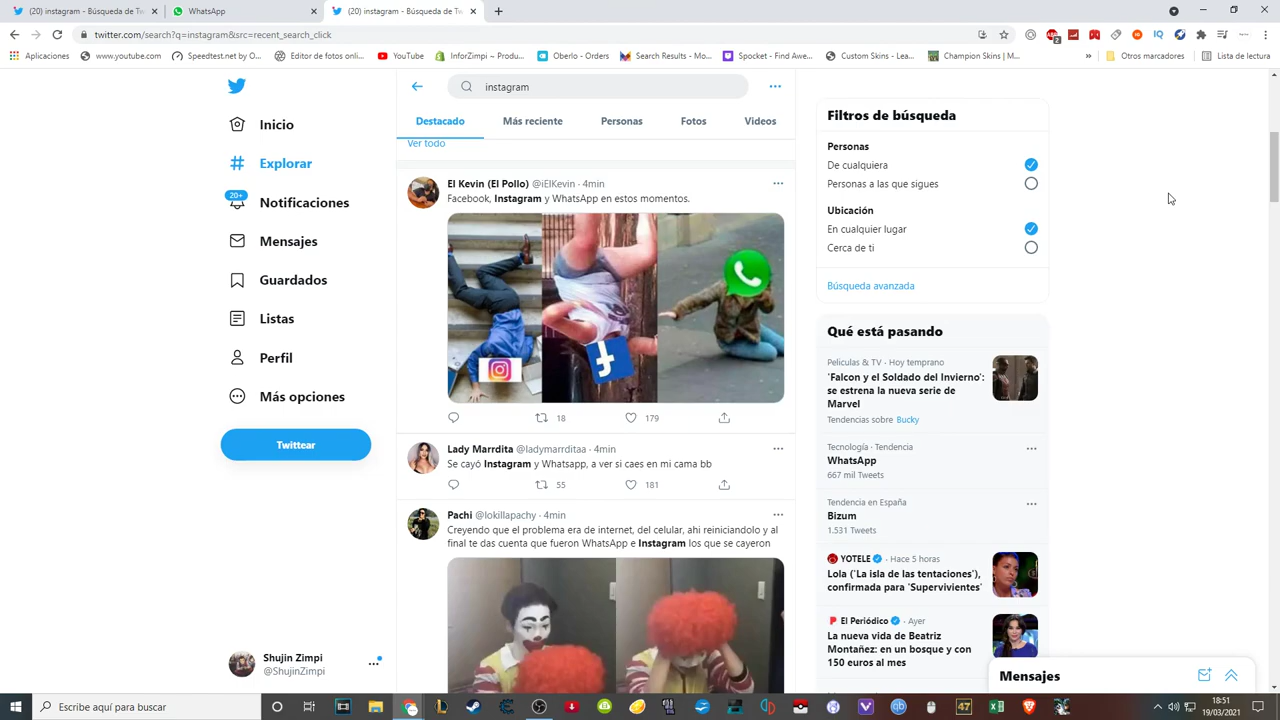 (20) instagram - Búsqueda de Tw
WhatsApp
(20) instagram - Búsqueda de Tw
twitter.com/search?q=instagram&src=recent_search_click
2
Aplicaciones
www.youtube.com
Speedtest.net by O...
Editor de fotos onli...
YouTube
InforZimpi – Produ...
Oberlo - Orders
Search Results - Mo...
Spocket - Find Awe...
Custom Skins - Lea...
Champion Skins | M...
Otros marcadores
Lista de lectura
instagram
Destacado
Más reciente
Personas
Fotos
Videos
Ver todo
Inicio
Explorar
20+
Notificaciones
Mensajes
Guardados
Listas
Perfil
Más opciones
Twittear
Shujin Zimpi
@ShujinZimpi
El Kevin (El Pollo) @iElKevin · 4min
Facebook, Instagram y WhatsApp en estos momentos.
18
179
Lady Marrdita @ladymarrditaa · 4min
Se cayó Instagram y Whatsapp, a ver si caes en mi cama bb
55
181
Pachi @lokillapachy · 4min
Creyendo que el problema era de internet, del celular, ahi reiniciandolo y al
final te das cuenta que fueron WhatsApp e Instagram los que se cayeron
Filtros de búsqueda
Personas
De cualquiera
Personas a las que sigues
Ubicación
En cualquier lugar
Cerca de ti
Búsqueda avanzada
Qué está pasando
Películas & TV · Hoy temprano
'Falcon y el Soldado del Invierno':
se estrena la nueva serie de
Marvel
Tendencias sobre Bucky
Tecnología · Tendencia
WhatsApp
667 mil Tweets
Tendencia en España
Bizum
1.531 Tweets
YOTELE · Hace 5 horas
Lola ('La isla de las tentaciones'),
confirmada para 'Supervivientes'
El Periódico · Ayer
La nueva vida de Beatriz
Montañez: en un bosque y con
150 euros al mes
Mensajes
Escribe aquí para buscar
47
18:51
19/03/2021